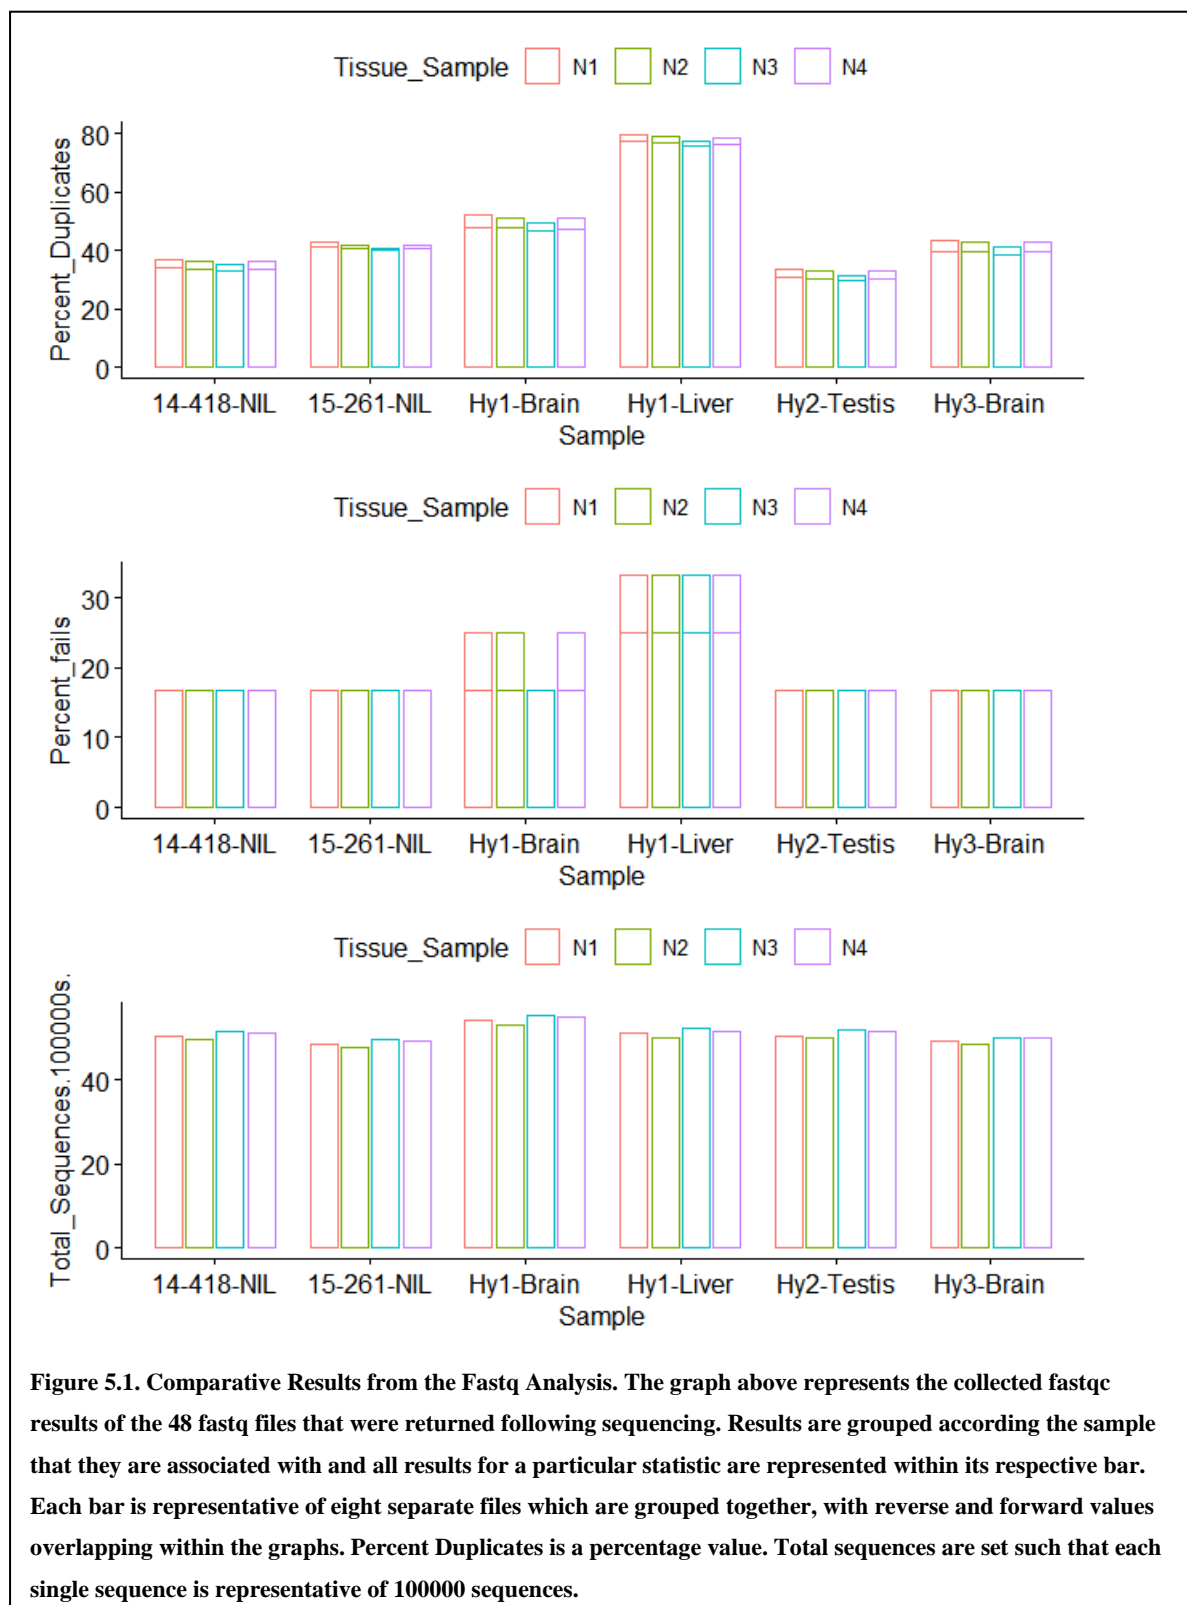 Tissue_Sample N1 N2 N3 N4
Percent_Duplicates
80
60
40
20
0
14-418-NIL 15-261-NIL Hy1-Brain Hy1-Liver Hy2-Testis Hy3-Brain
Sample
Tissue_Sample N1 N2 N3 N4
Percent_fails
30
20
10
0
14-418-NIL 15-261-NIL Hy1-Brain Hy1-Liver Hy2-Testis Hy3-Brain
Sample
Tissue_Sample N1 N2 N3 N4
Total_Sequences.100000s.
40
20
0
14-418-NIL 15-261-NIL Hy1-Brain Hy1-Liver Hy2-Testis Hy3-Brain
Sample
Figure 5.1. Comparative Results from the Fastq Analysis. The graph above represents the collected fastqc
results of the 48 fastq files that were returned following sequencing. Results are grouped according the sample
that they are associated with and all results for a particular statistic are represented within its respective bar.
Each bar is representative of eight separate files which are grouped together, with reverse and forward values
overlapping within the graphs. Percent Duplicates is a percentage value. Total sequences are set such that each
single sequence is representative of 100000 sequences.